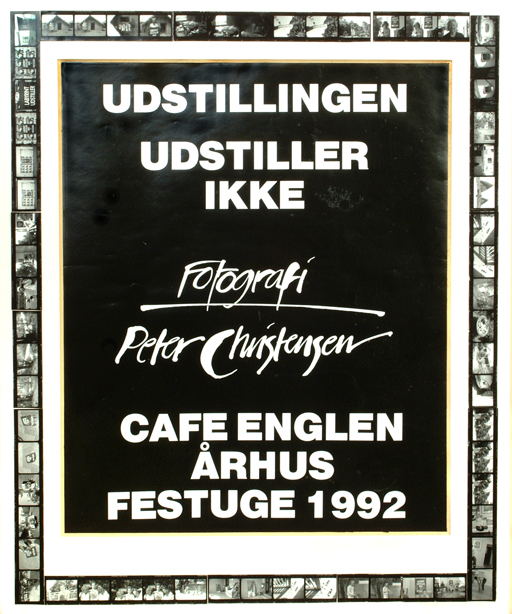 UDSTILLINGEN
UDSTILLER
IKKE
Fotografi
Peter Christensen
CAFE ENGLEN
ÅRHUS
FESTUGE 1992